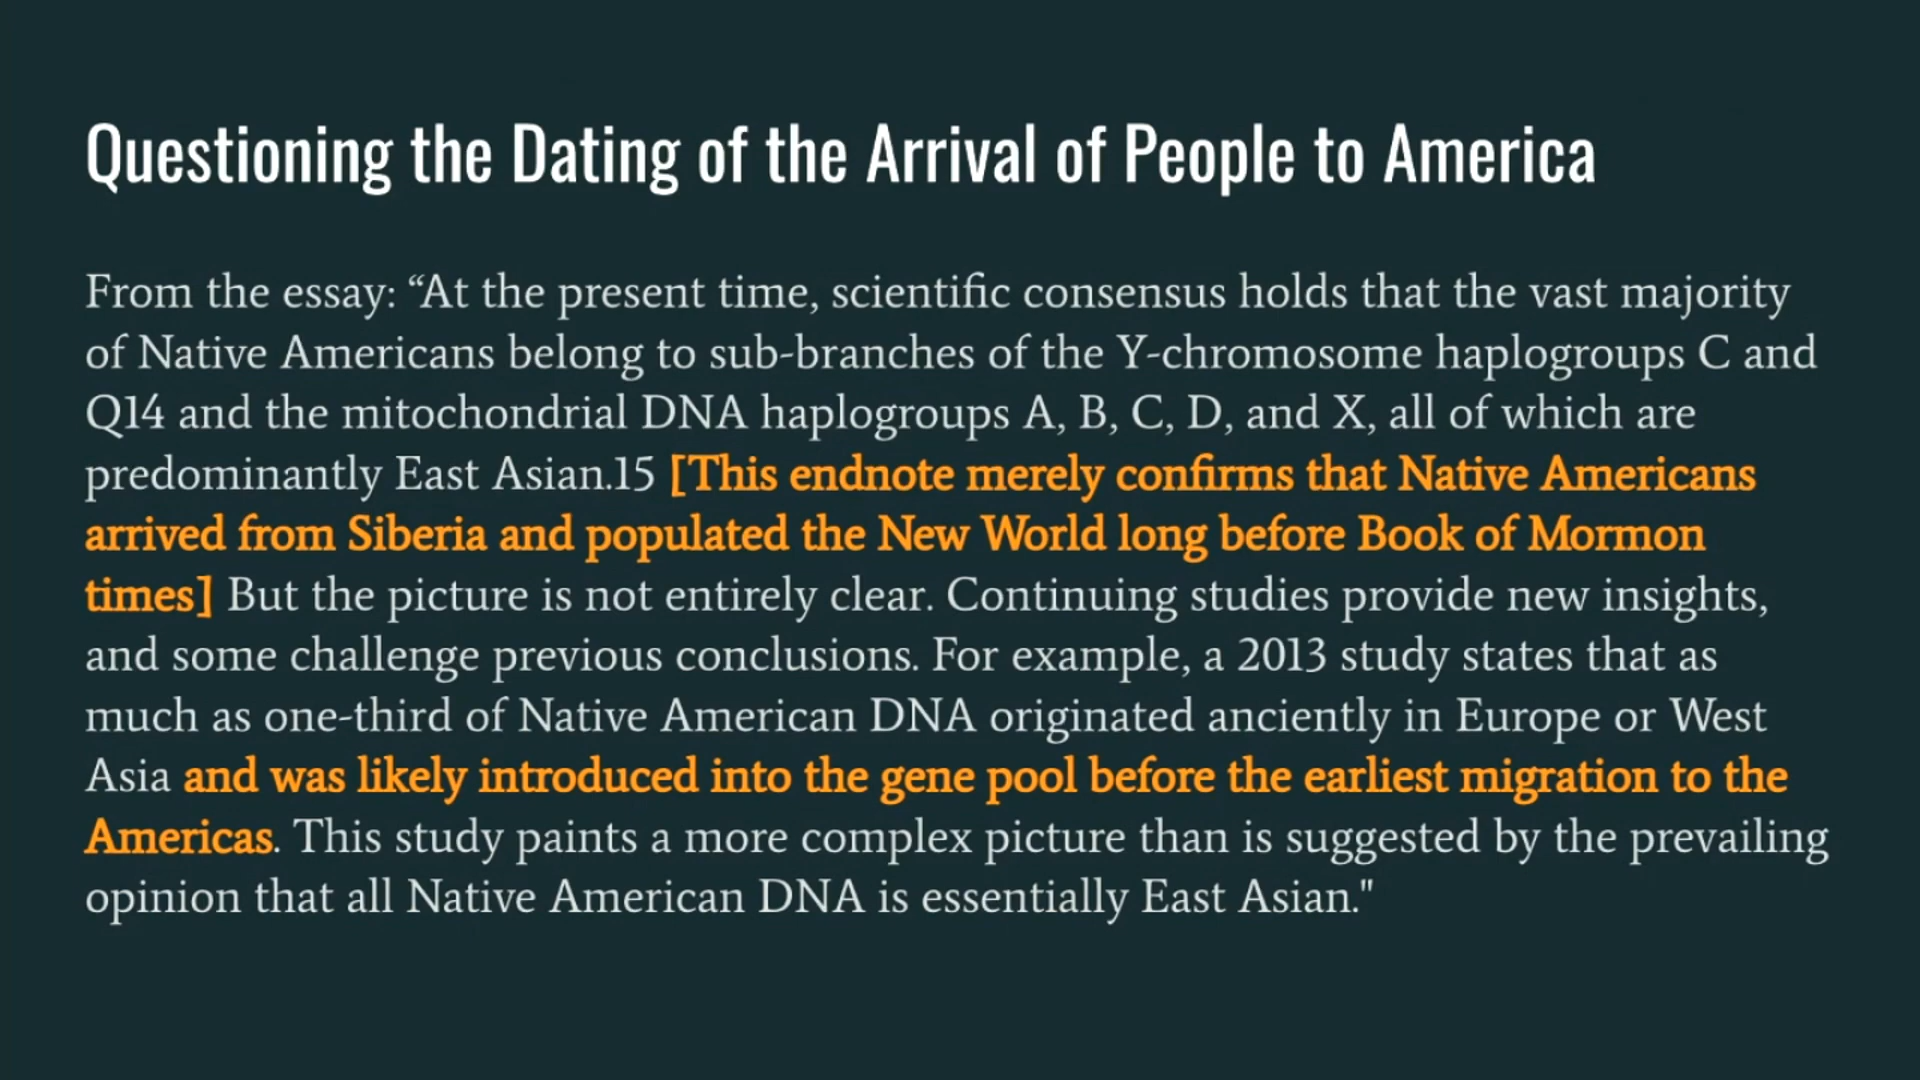 Questioning the Dating of the Arrival of People to America
From the essay: “At the present time, scientific consensus holds that the vast majority
of Native Americans belong to sub-branches of the Y-chromosome haplogroups C and
Q14 and the mitochondrial DNA haplogroups A, B, C, D, and X, all of which are
predominantly East Asian.15 [This endnote merely confirms that Native Americans
arrived from Siberia and populated the New World long before Book of Mormon
times] But the picture is not entirely clear. Continuing studies provide new insights,
and some challenge previous conclusions. For example, a 2013 study states that as
much as one-third of Native American DNA originated anciently in Europe or West
Asia and was likely introduced into the gene pool before the earliest migration to the
Americas. This study paints a more complex picture than is suggested by the prevailing
opinion that all Native American DNA is essentially East Asian."